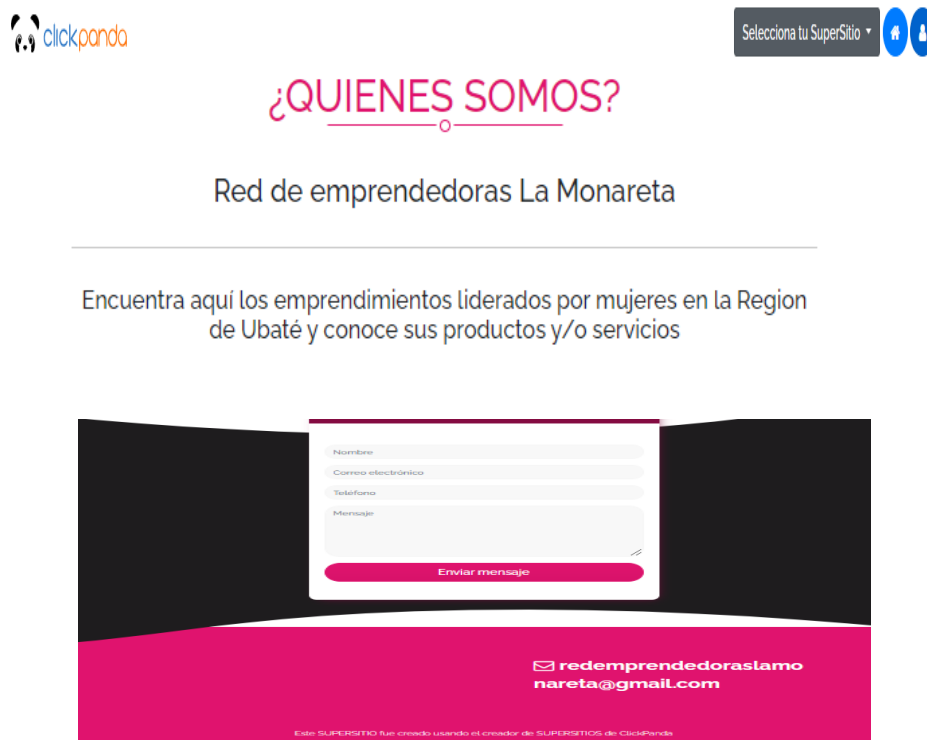 clickpanda
Selecciona tu SuperSitio
¿QUIENES SOMOS?
Red de emprendedoras La Monareta
Encuentra aquí los emprendimientos liderados por mujeres en la Region
de Ubaté y conoce sus productos y/o servicios
Nombre
Correo electrónico
Teléfono
Mensaje
Enviar mensaje
redemprendedoraslamo
nareta@gmail.com
Este SUPERSITIO fue creado usando el creador de SUPERSITIOS de ClickPanda